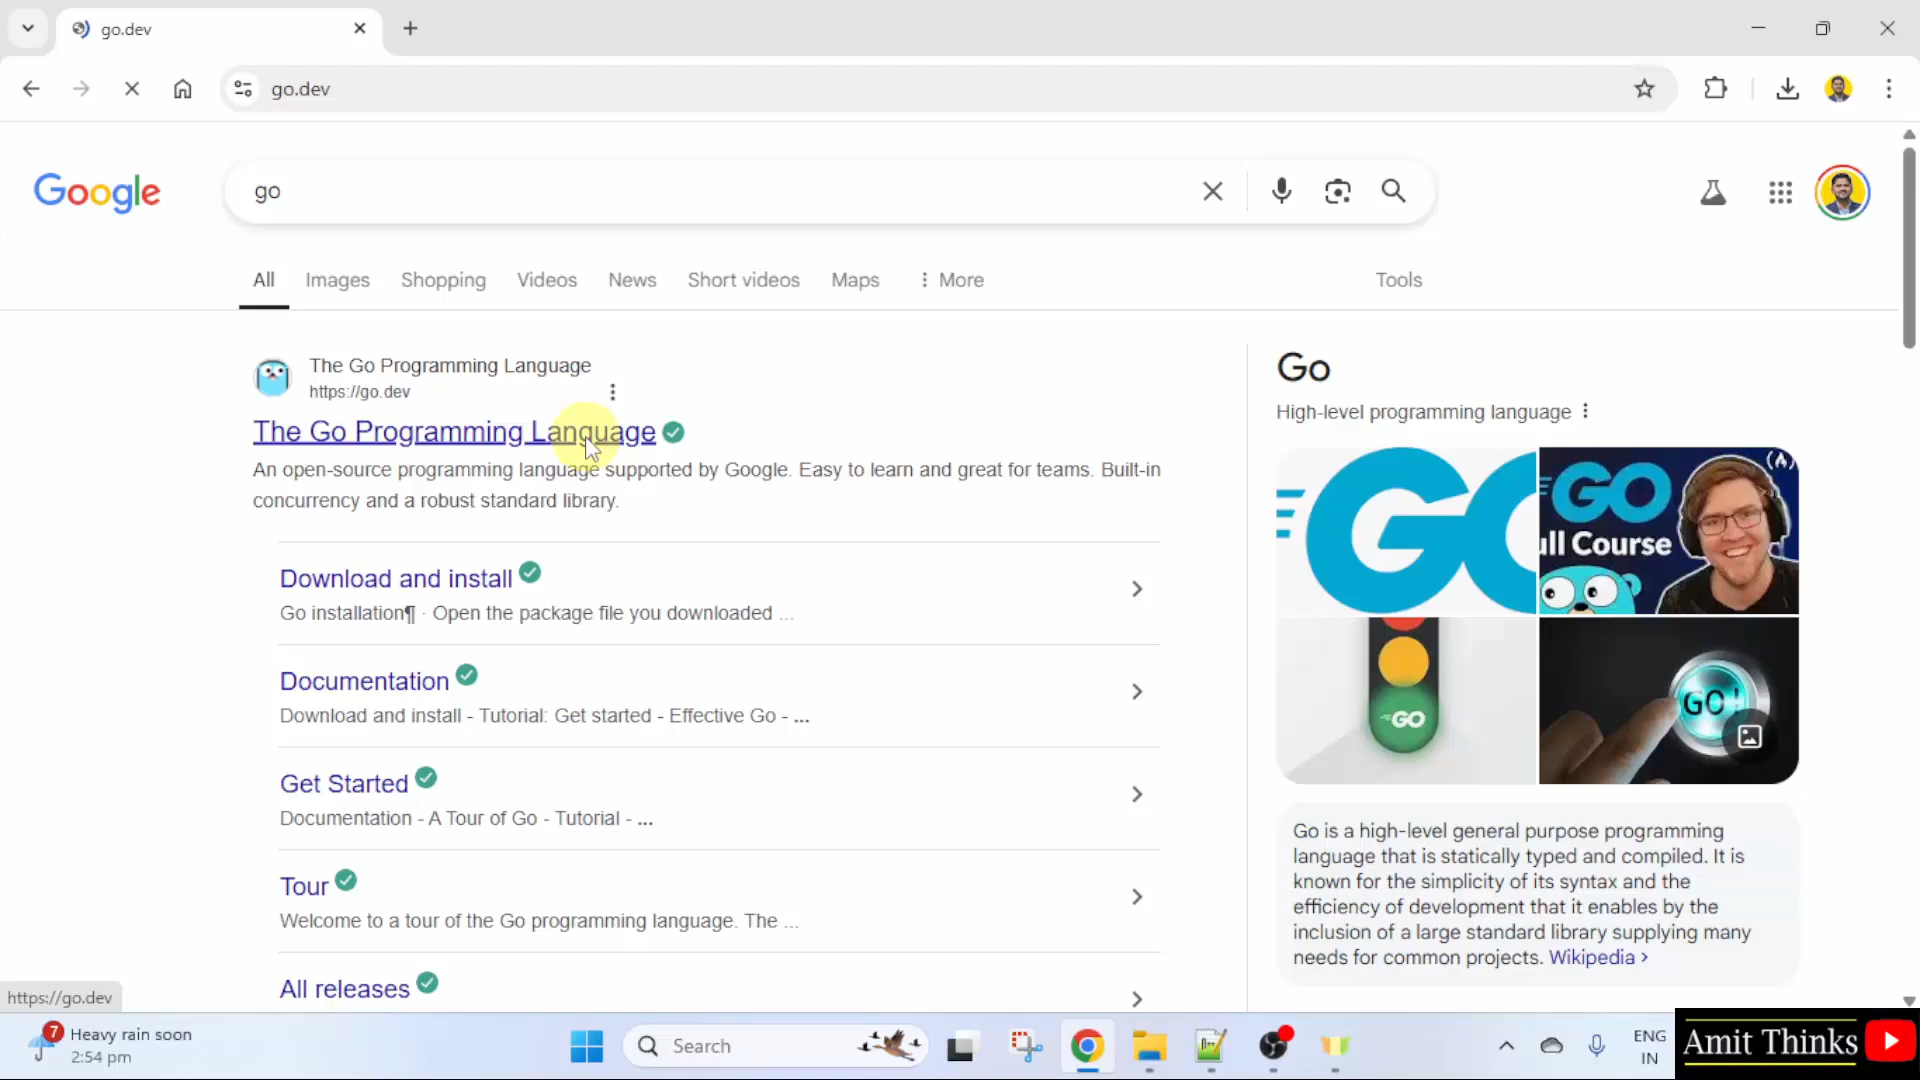 go.dev
go.dev
Google
go
All
Images
Shopping
Videos
News
Short videos
Maps
More
Tools
The Go Programming Language
https://go.dev
The Go Programming Language
An open-source programming language supported by Google. Easy to learn and great for teams. Built-in
concurrency and a robust standard library.
Download and install
Go installation¶ · Open the package file you downloaded ...
Documentation
Download and install - Tutorial: Get started - Effective Go - ...
Get Started
Documentation - A Tour of Go - Tutorial - ...
Tour
Welcome to a tour of the Go programming language. The ...
All releases
Go
High-level programming language
GO
GO
ull Course
GO
GO!
Go is a high-level general purpose programming
language that is statically typed and compiled. It is
known for the simplicity of its syntax and the
efficiency of development that it enables by the
inclusion of a large standard library supplying many
needs for common projects. Wikipedia
https://go.dev
7
Heavy rain soon
2:54 pm
Search
ENG
IN
Amit Thinks